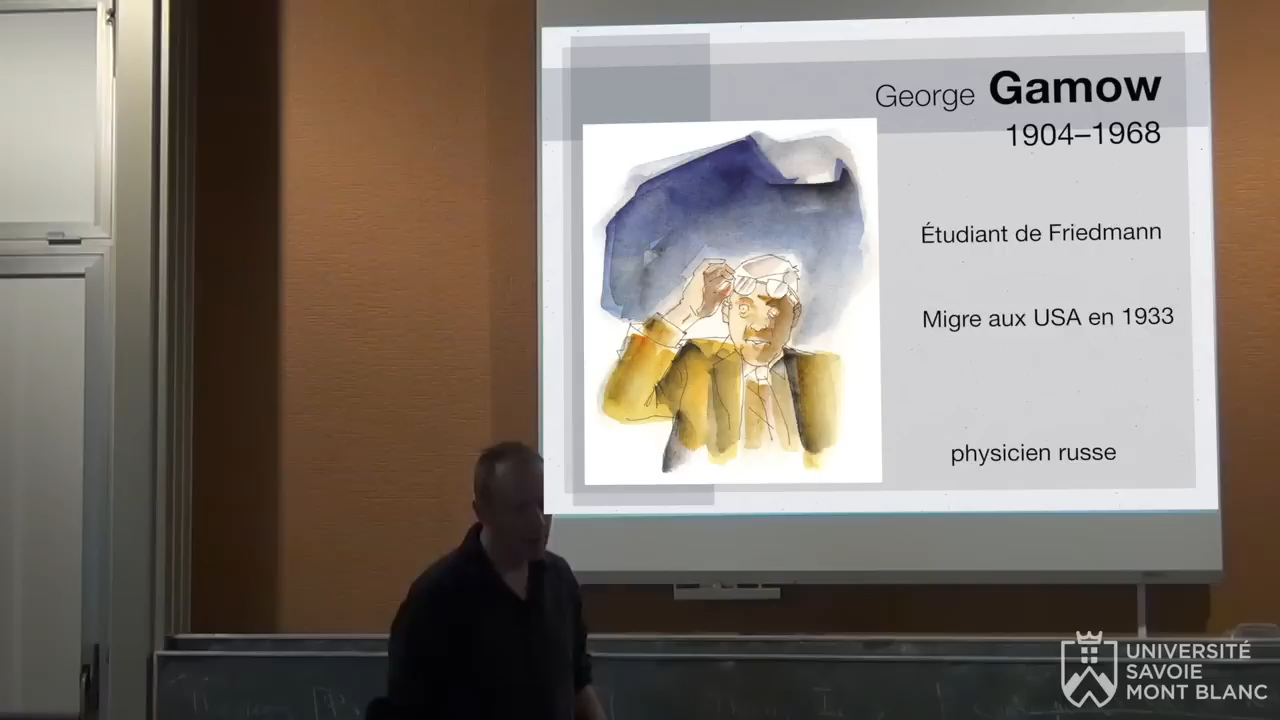 George Gamow
1904–1968
Étudiant de Friedmann
Migre aux USA en 1933
physicien russe
UNIVERSITÉ
SAVOIE
MONT BLANC